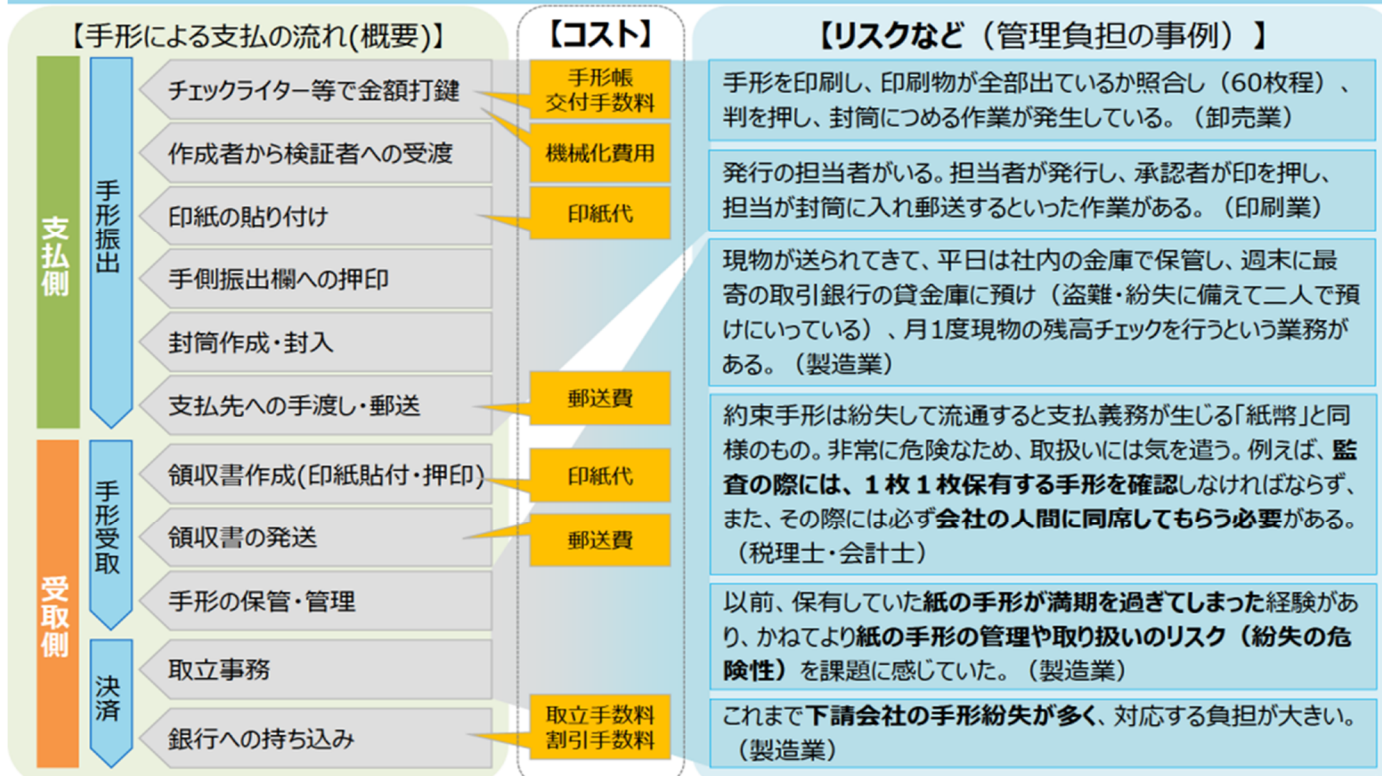 【手形による支払の流れ(概要)】
【コスト】
【リスクなど（管理負担の事例）】
支払側
手形振出
チェックライター等で金額打鍵
作成者から検証者への受渡
印紙の貼り付け
手側振出欄への押印
封筒作成・封入
支払先への手渡し・郵送
受取側
手形受取
領収書作成(印紙貼付・押印)
領収書の発送
手形の保管・管理
決済
取立事務
銀行への持ち込み
手形帳
交付手数料
機械化費用
印紙代
郵送費
印紙代
郵送費
取立手数料
割引手数料
手形を印刷し、印刷物が全部出ているか照合し（60枚程）、
判を押し、封筒につめる作業が発生している。（卸売業）
発行の担当者がいる。担当者が発行し、承認者が印を押し、
担当が封筒に入れ郵送するといった作業がある。（印刷業）
現物が送られてきて、平日は社内の金庫で保管し、週末に最
寄の取引銀行の貸金庫に預け（盗難・紛失に備えて二人で預
けにいっている）、月1度現物の残高チェックを行うという業務が
ある。（製造業）
約束手形は紛失して流通すると支払義務が生じる「紙幣」と同
様のもの。非常に危険なため、取扱いには気を遣う。例えば、監
査の際には、１枚１枚保有する手形を確認しなければならず、
また、その際には必ず会社の人間に同席してもらう必要がある。
（税理士・会計士）
以前、保有していた紙の手形が満期を過ぎてしまった経験があ
り、かねてより紙の手形の管理や取り扱いのリスク（紛失の危
険性）を課題に感じていた。（製造業）
これまで下請会社の手形紛失が多く、対応する負担が大きい。
（製造業）